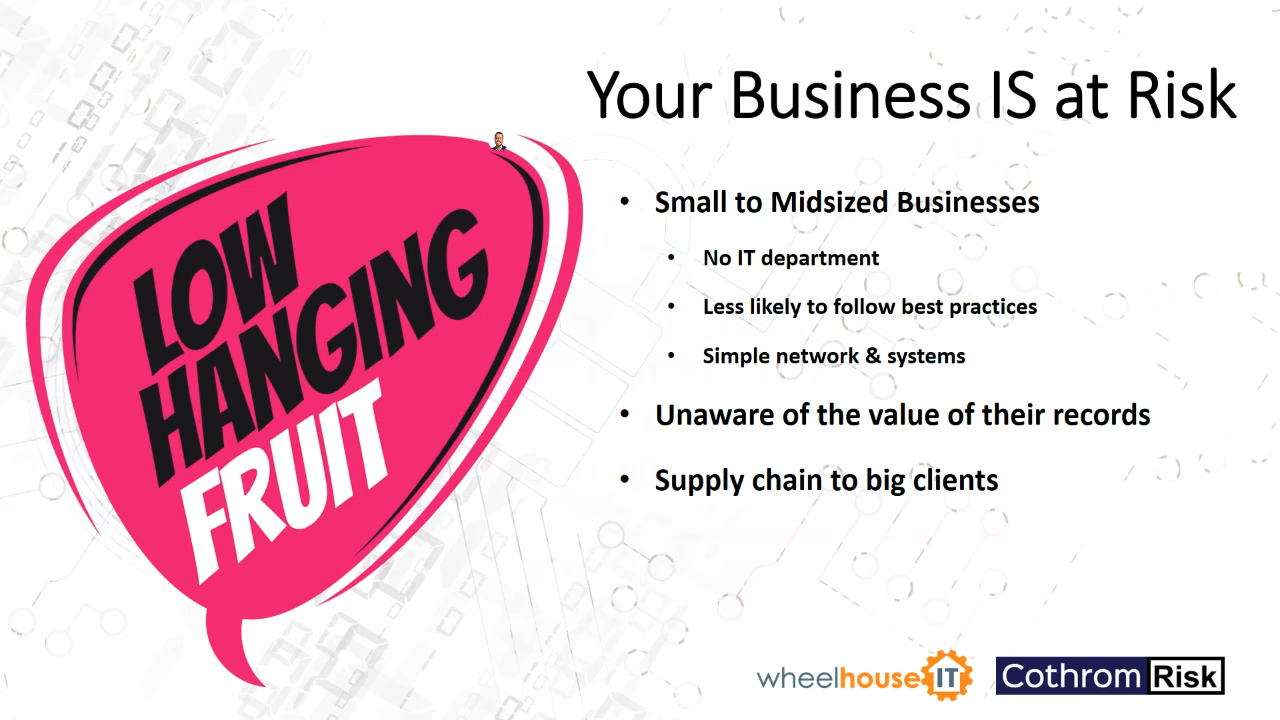 Your Business IS at Risk
LOW
HANGING
FRUIT
• Small to Midsized Businesses
• No IT department
• Less likely to follow best practices
• Simple network & systems
• Unaware of the value of their records
• Supply chain to big clients
wheelhouse IT
Cothrom Risk